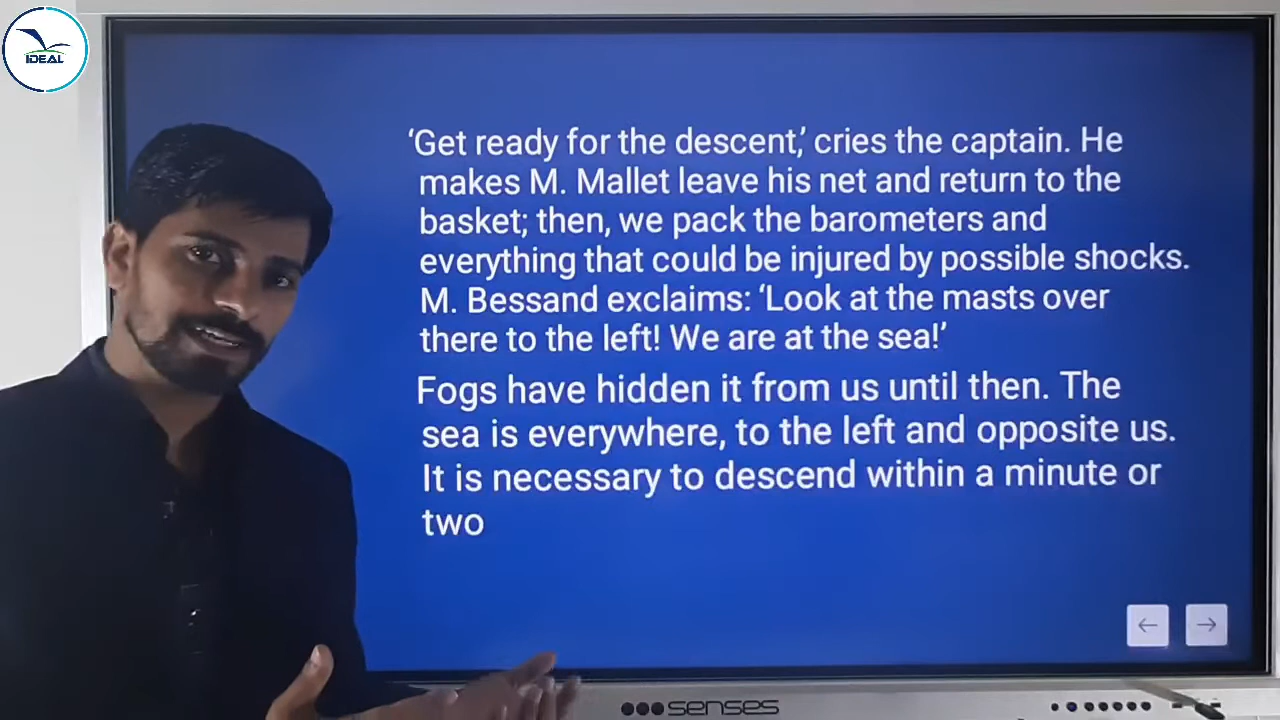 IDEAL
‘Get ready for the descent,’ cries the captain. He
makes M. Mallet leave his net and return to the
basket; then, we pack the barometers and
everything that could be injured by possible shocks.
M. Bessand exclaims: ‘Look at the masts over
there to the left! We are at the sea!’
Fogs have hidden it from us until then. The
sea is everywhere, to the left and opposite us.
It is necessary to descend within a minute or
two
senses